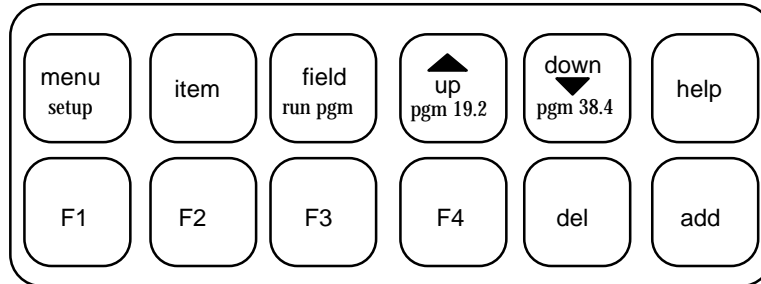 menu
setup
item
field
run pgm
up
pgm 19.2
down
pgm 38.4
help
F1
F2
F3
F4
del
add